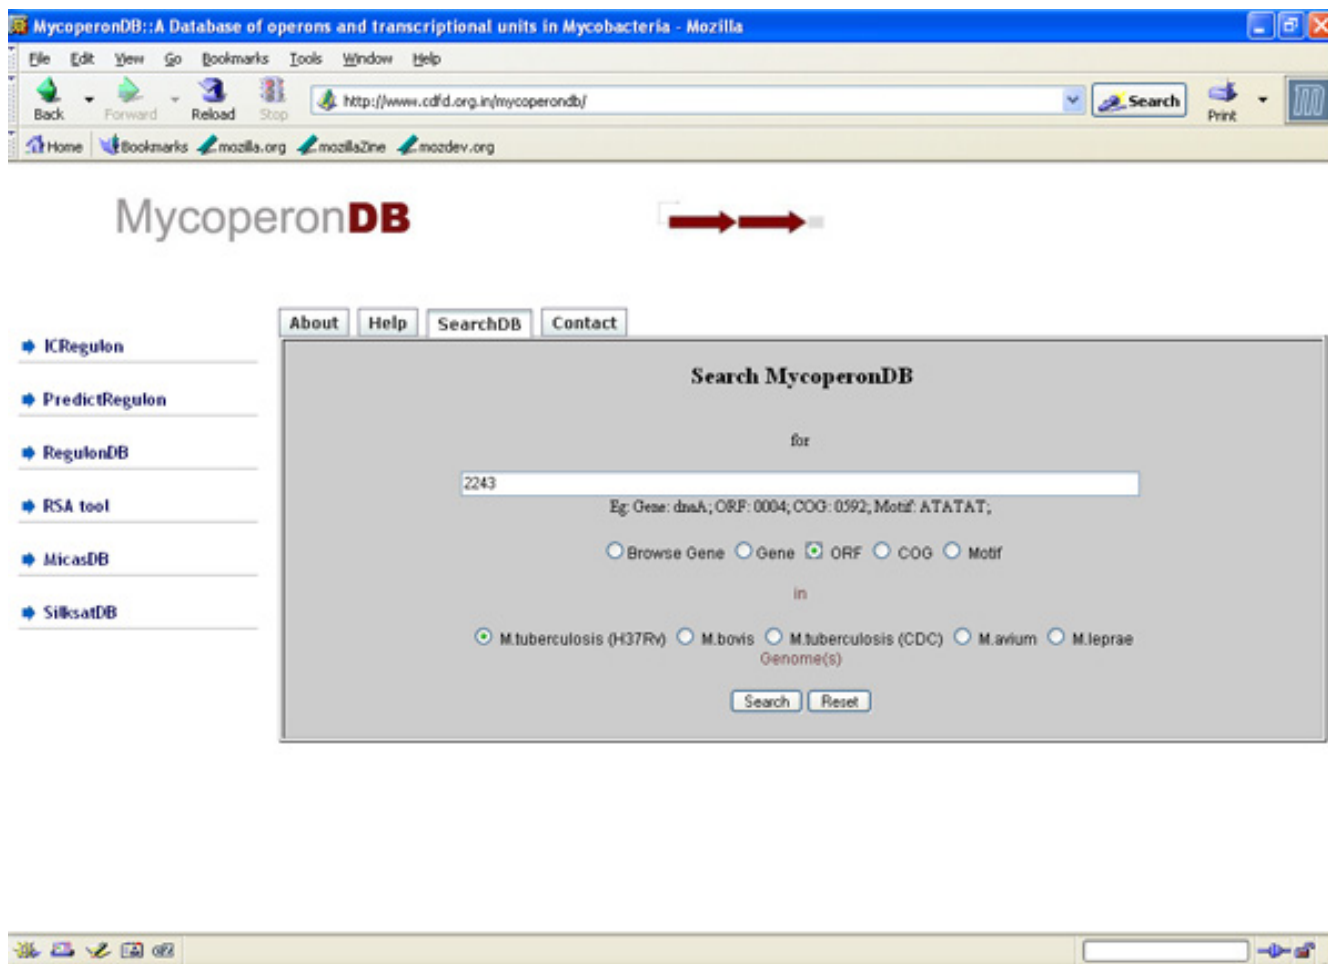 MycoperonDB::A Database of operons and transcriptional units in Mycobacteria - Mozilla
File Edit View Go Bookmarks Tools Window Help
Back Forward Reload Stop http://www.cdfd.org.in/mycoperondb/ Search Print
Home Bookmarks mozilla.org mozillaZine mozdev.org
MycoperonDB
About Help SearchDB Contact
ICRegulon
PredictRegulon
RegulonDB
RSA tool
MicasDB
SilksatDB
Search MycoperonDB
for
2243
Eg: Gene: dnaA; ORF: 0004; COG: 0592; Motif: ATATAT;
Browse Gene Gene ORF COG Motif
in
M.tuberculosis (H37Rv) M.bovis M.tuberculosis (CDC) M.avium M.leprae
Genome(s)
Search Reset